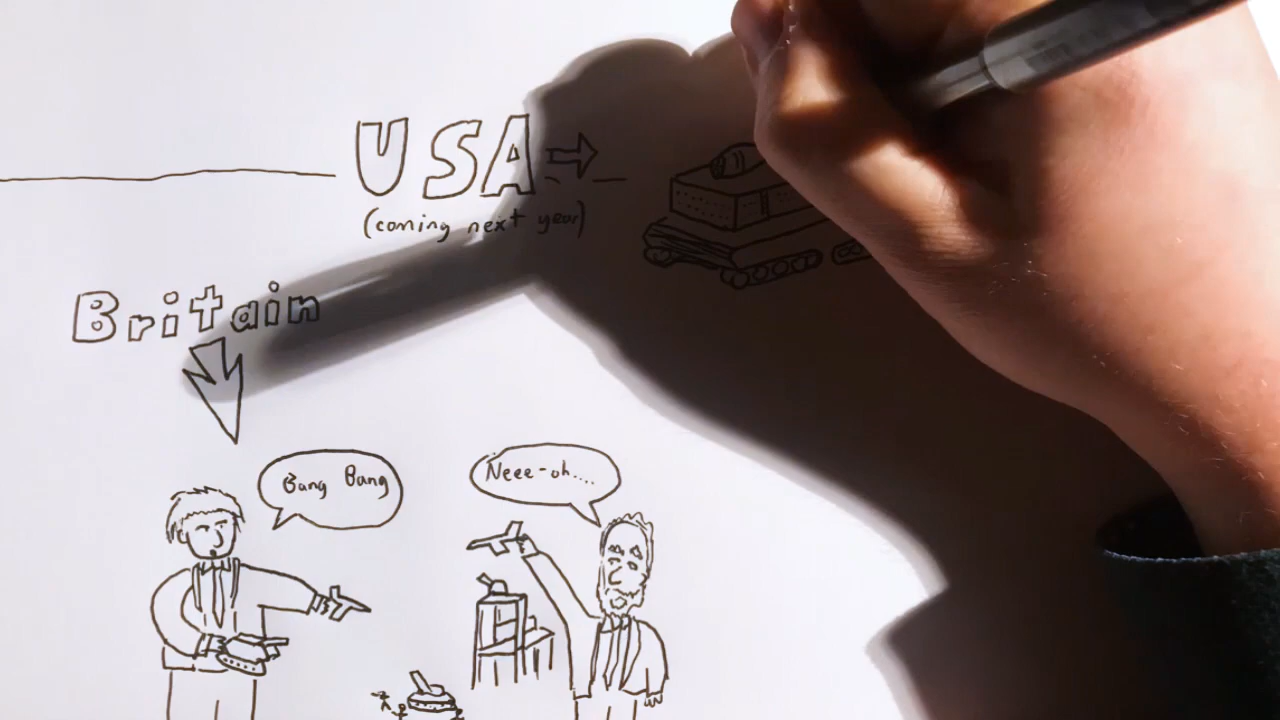 USA
(coming next year)
Britain
Bang Bang
Neee-oh....